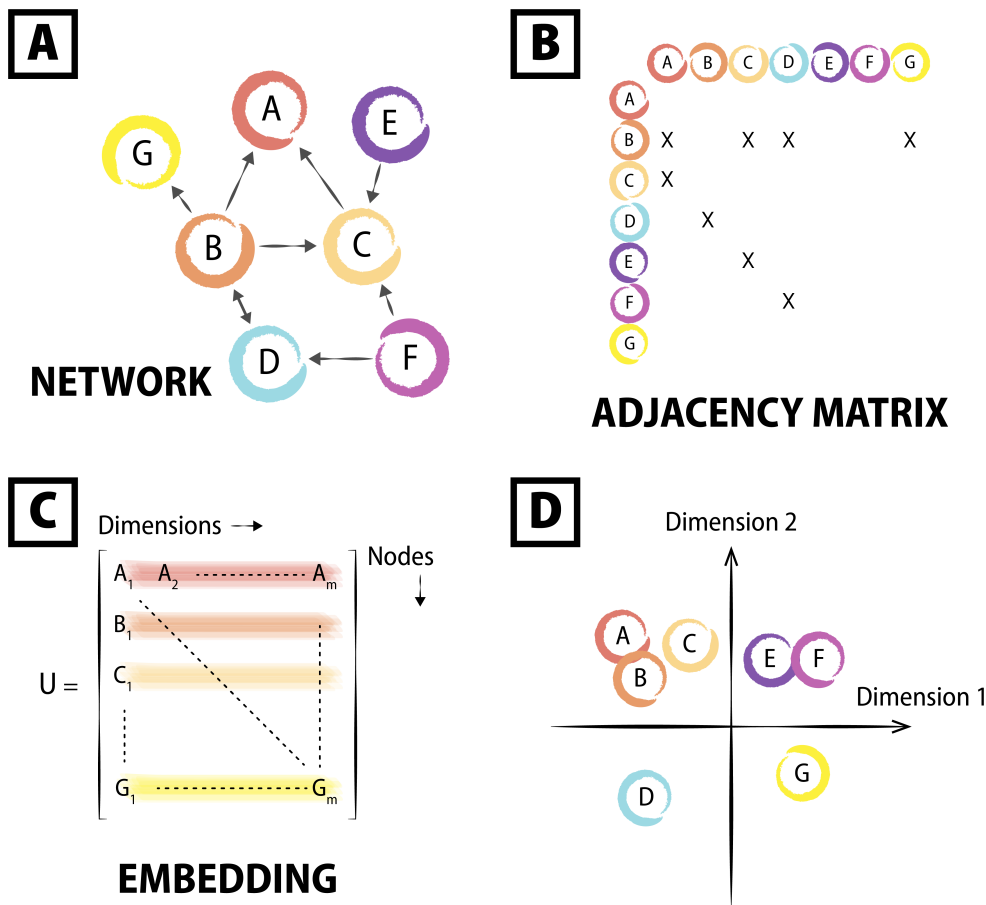 A
G
A
E
B
C
D
F
NETWORK
B
A B C D E F G
A
B X X X X
C X
D X
E X
F X
G
ADJACENCY MATRIX
C
Dimensions
Nodes
A1 A2 Am
B1
C1
U =
G1 Gm
EMBEDDING
D
Dimension 2
A
C
B
E
F
Dimension 1
G
D